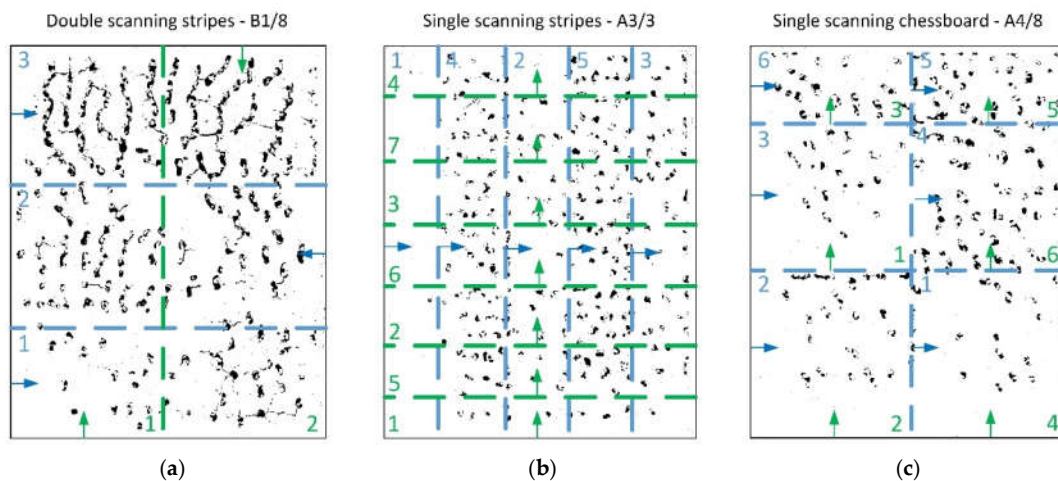 Double scanning stripes - B1/8
3
2
1
1
2
(a)
Single scanning stripes - A3/3
1 4 2 5 3
4
7
3
6
2
5
1
(b)
Single scanning chessboard - A4/8
6 5
3 5
3 4
1 6
2 1
2 4
(c)